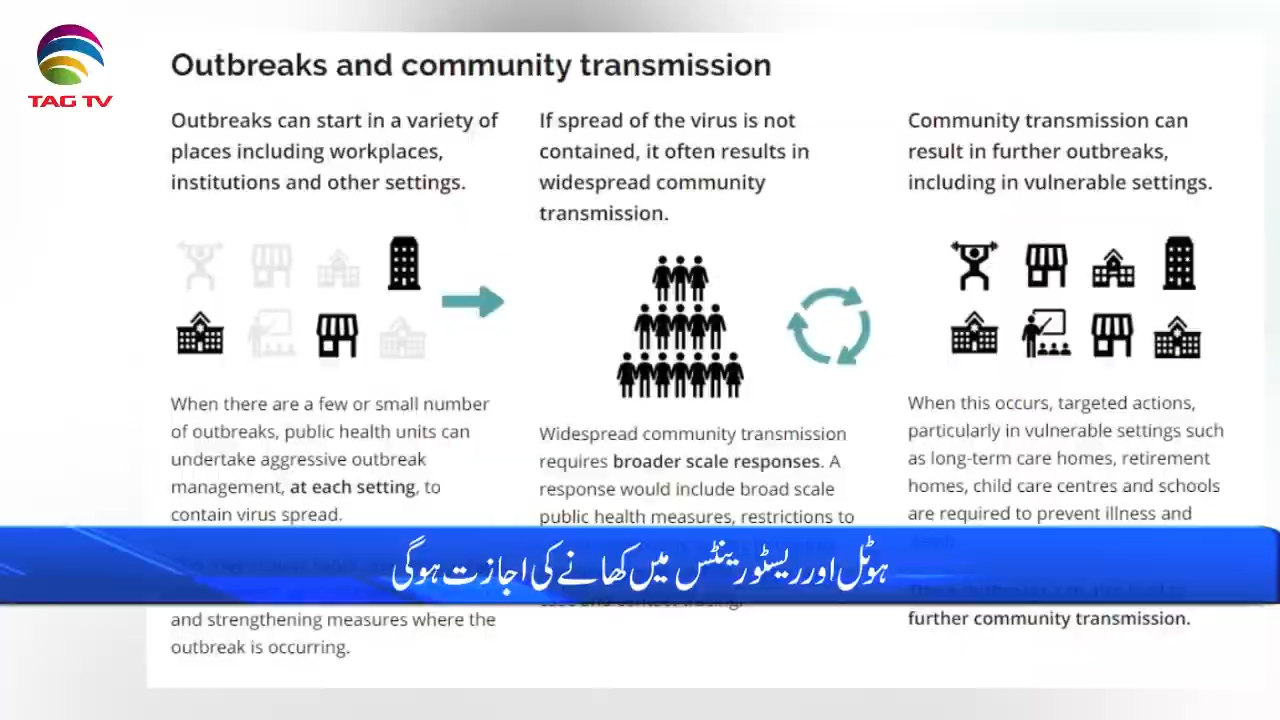 TAG TV
Outbreaks and community transmission
Outbreaks can start in a variety of
places including workplaces,
institutions and other settings.
When there are a few or small number
of outbreaks, public health units can
undertake aggressive outbreak
management, at each setting, to
contain virus spread.
and strengthening measures where the
outbreak is occurring.
If spread of the virus is not
contained, it often results in
widespread community
transmission.
Widespread community transmission
requires broader scale responses. A
response would include broad scale
public health measures, restrictions to
Community transmission can
result in further outbreaks,
including in vulnerable settings.
When this occurs, targeted actions,
particularly in vulnerable settings such
as long-term care homes, retirement
homes, child care centres and schools
are required to prevent illness and
further community transmission.
ہوٹل اور ریسٹورینٹس میں کھانے کی اجازت ہوگی